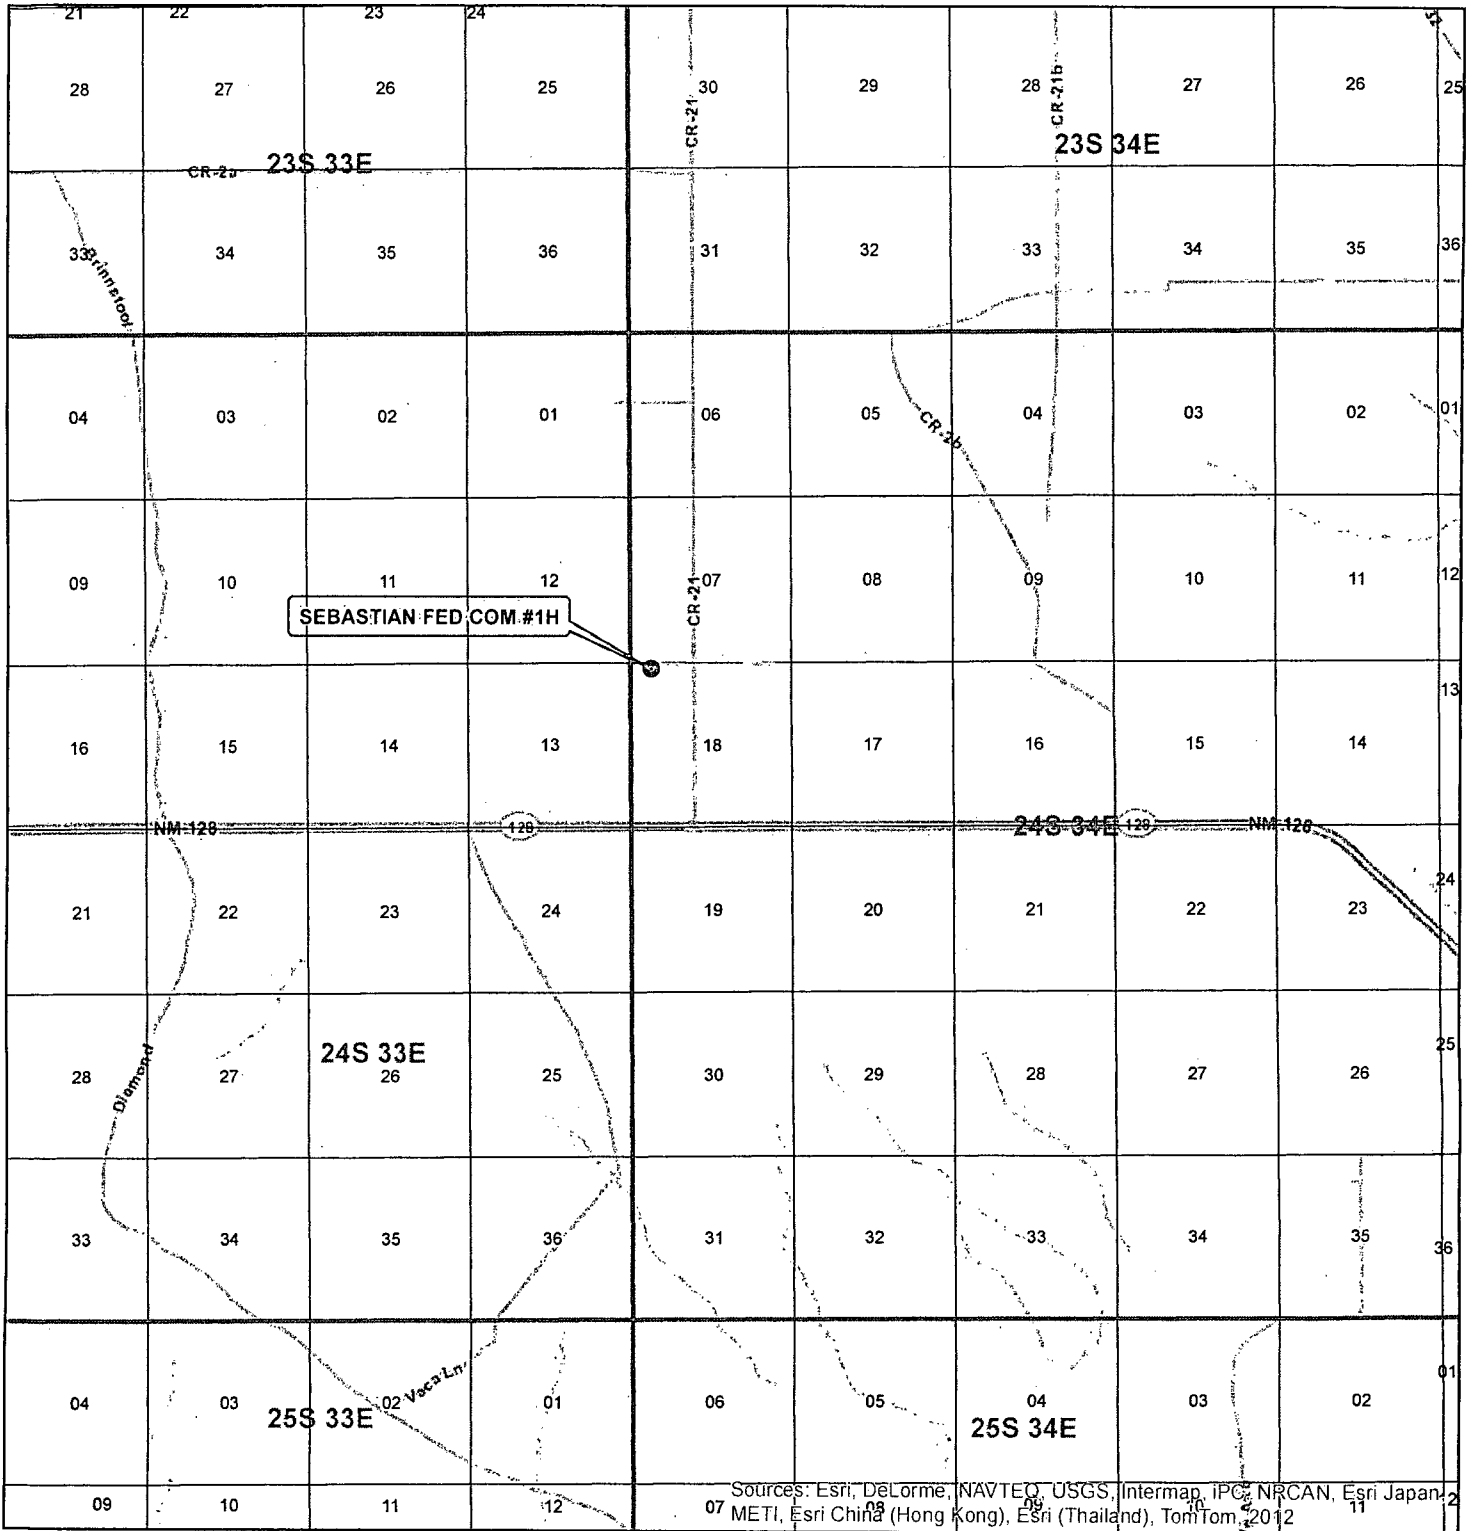 21 22 23 24
28 27 26 25 30 29 28 27 26 25
CR-21
CR-21b
23S 33E
23S 34E
33 34 35 36 31 32 33 34 35 36
Brinnstool
04 03 02 01 06 05 04 03 02 01
CR-2b
09 10 11 12 07 08 09 10 11 12
CR-21
SEBASTIAN FED COM #1H
13
16 15 14 13 18 17 16 15 14
NM-128 128 24S 34E 128 NM-128
24
21 22 23 24 19 20 21 22 23
24S 33E
25
28 27 26 25 30 29 28 27 26
Diamond
33 34 35 36 31 32 33 34 35 36
01
04 03 02 01 06 05 04 03 02
Vaca Ln
25S 33E
25S 34E
09 10 11 12 07 08 09 10 11
Sources: Esri, DeLorme, NAVTEQ, USGS, Intermap, iPC, NRCAN, Esri Japan,
METI, Esri China (Hong Kong), Esri (Thailand), TomTom, 2012